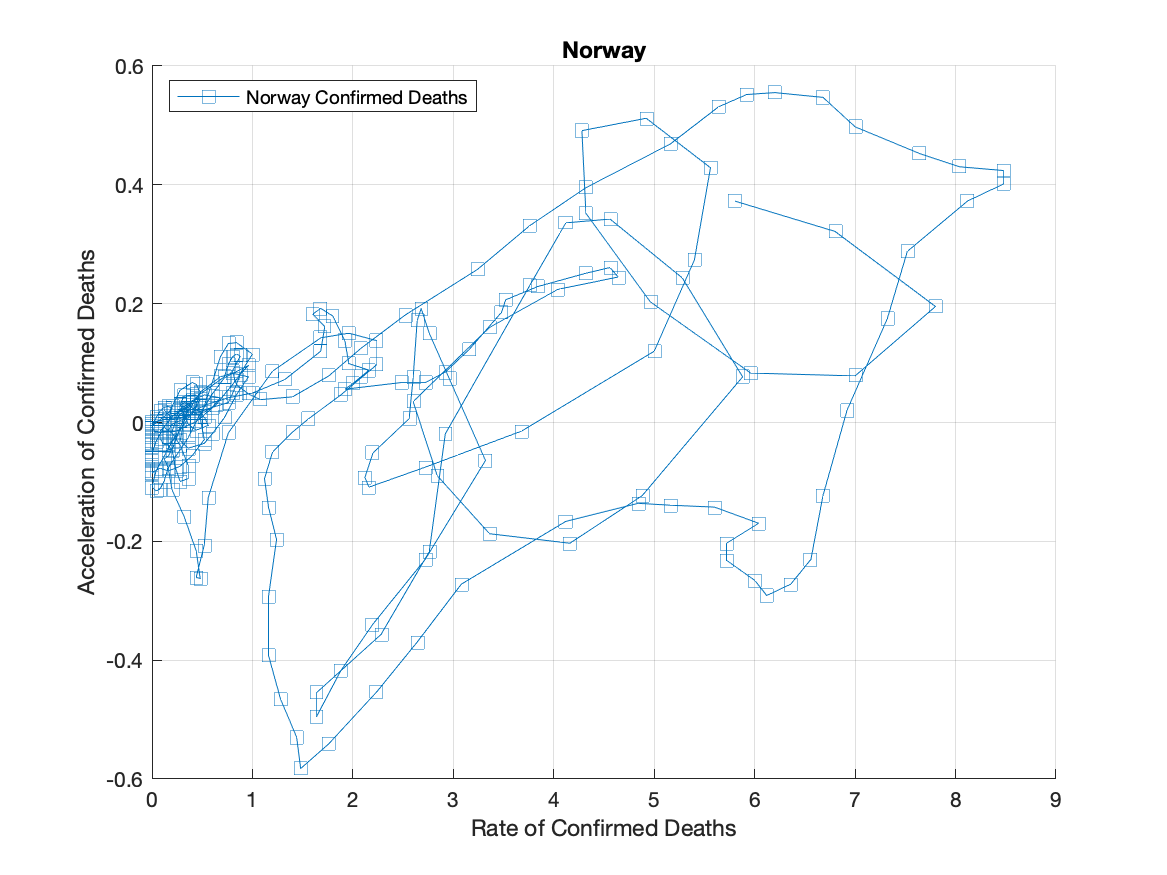 Norway
0.6
Norway Confirmed Deaths
0.4
0.2
0
-0.2
-0.4
-0.6
Acceleration of Confirmed Deaths
0 1 2 3 4 5 6 7 8 9
Rate of Confirmed Deaths